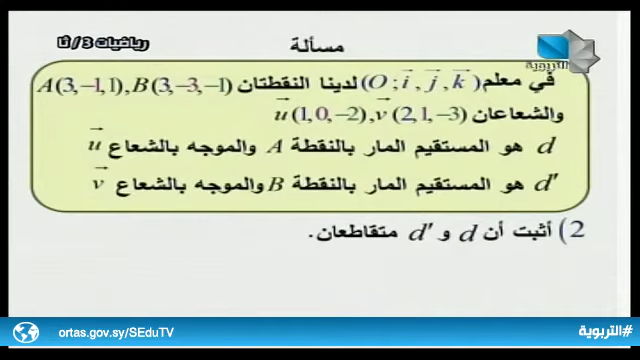 رياضيات /3 ثا
التربوية
مسألة
في معلم (O; i, j, k) لدينا النقطتان A(3,−1,1), B(3,−3,−1)
والشعاعان u(1,0,−2), v(2,1,−3)
d هو المستقيم المار بالنقطة A والموجه بالشعاع u
d′ هو المستقيم المار بالنقطة B والموجه بالشعاع v
2) أثبت أن d و d′ متقاطعان.
ortas.gov.sy/SEduTV
#التربوية